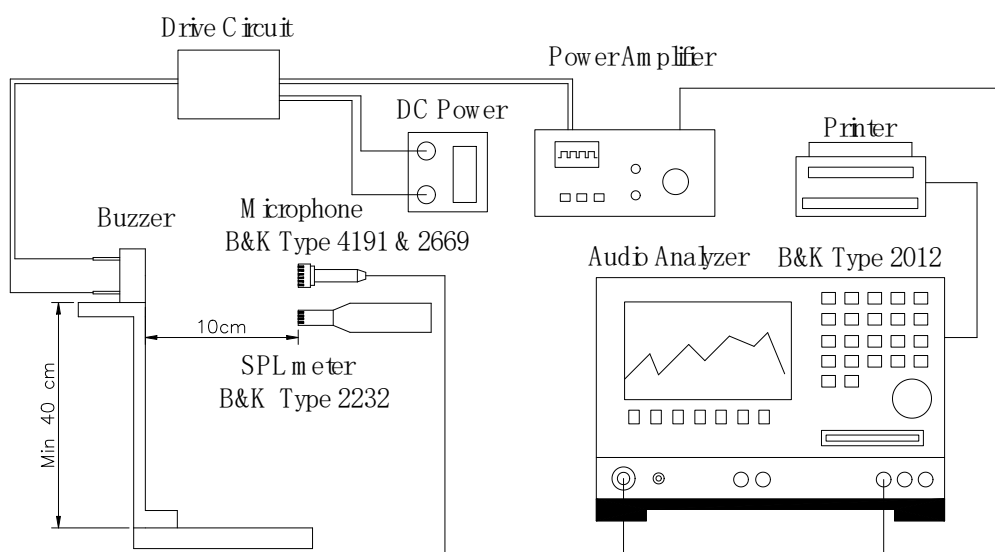 Drive Circuit
Power Amplifier
DC Power
Printer
Microphone
B&K Type 4191 & 2669
Buzzer
Audio Analyzer B&K Type 2012
10cm
SPL meter
B&K Type 2232
Min 40 cm